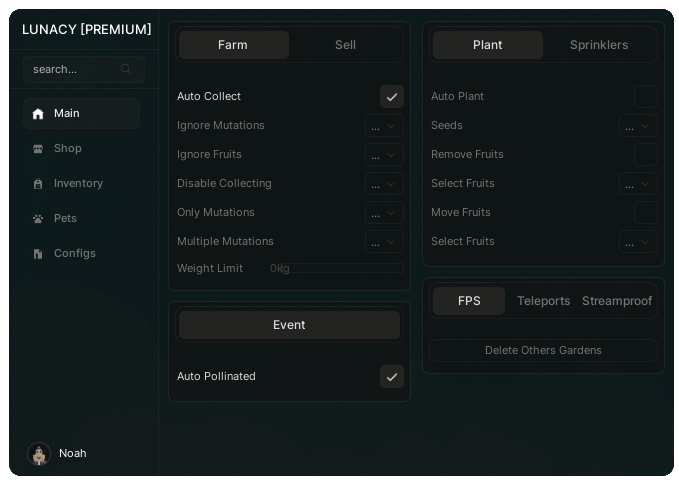 LUNACY [PREMIUM]
search...
Main
Shop
Inventory
Pets
Configs
Noah
Farm
Sell
Auto Collect
Ignore Mutations
...
Ignore Fruits
...
Disable Collecting
...
Only Mutations
...
Multiple Mutations
...
Weight Limit
0kg
Event
Auto Pollinated
Plant
Sprinklers
Auto Plant
Seeds
...
Remove Fruits
Select Fruits
...
Move Fruits
Select Fruits
...
FPS
Teleports
Streamproof
Delete Others Gardens